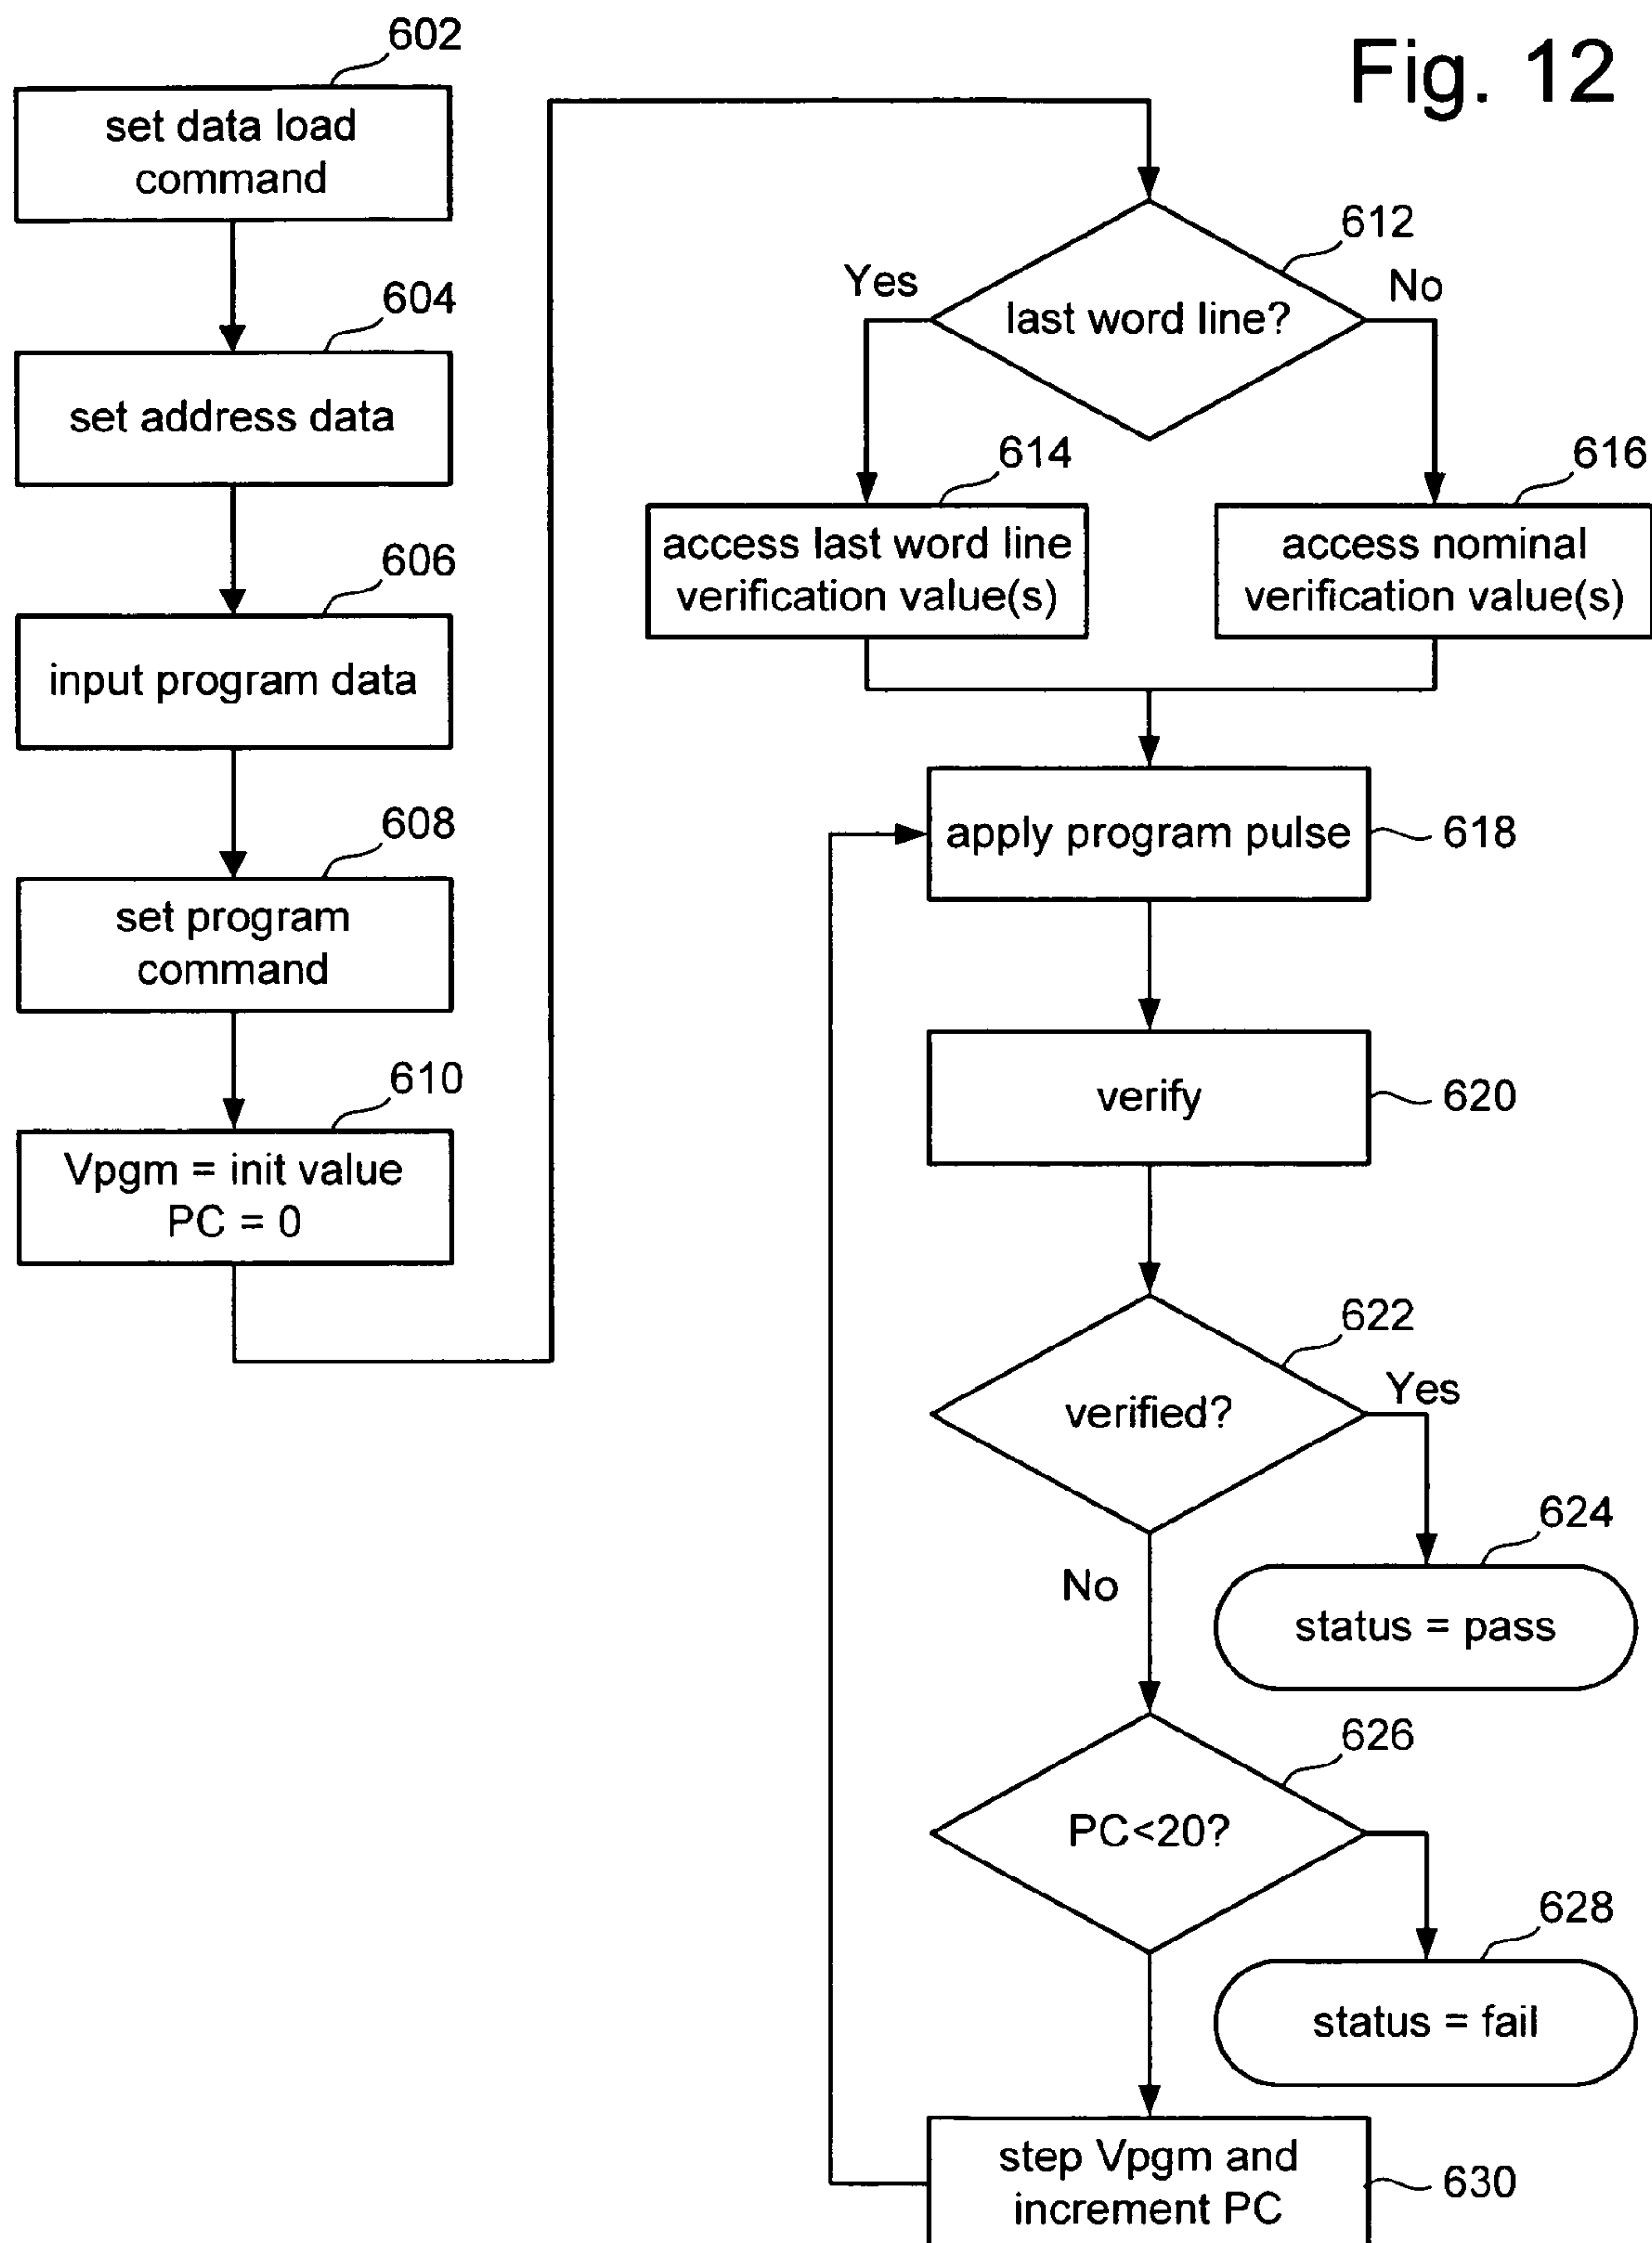 Fig. 12
602
set data load
command
604
set address data
606
input program data
608
set program
command
610
Vpgm = init value
PC = 0
612
Yes
last word line?
No
614
access last word line
verification value(s)
616
access nominal
verification value(s)
apply program pulse
618
verify
620
622
verified?
Yes
624
status = pass
No
626
PC<20?
628
status = fail
step Vpgm and
increment PC
630